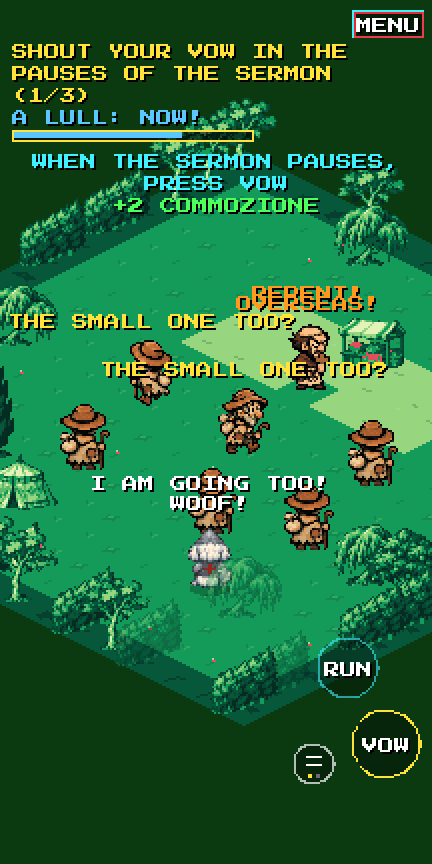 MENU
SHOUT YOUR VOW IN THE
PAUSES OF THE SERMON
(1/3)
A LULL: NOW!
WHEN THE SERMON PAUSES,
PRESS VOW
+2 COMMOZIONE
REPENT!
OVERSEAS!
THE SMALL ONE TOO?
THE SMALL ONE TOO?
I AM GOING TOO!
WOOF!
RUN
VOW